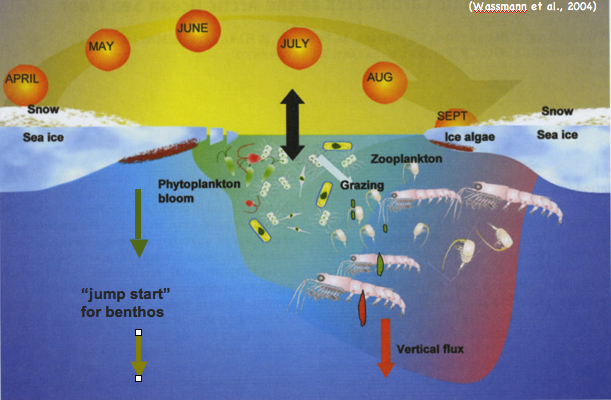 (Wassmann et al., 2004)
JUNE
MAY
JULY
APRIL
AUG
SEPT
Snow
Snow
Sea ice
Ice algae
Sea ice
Zooplankton
Phytoplankton
bloom
Grazing
“jump start”
for benthos
Vertical flux